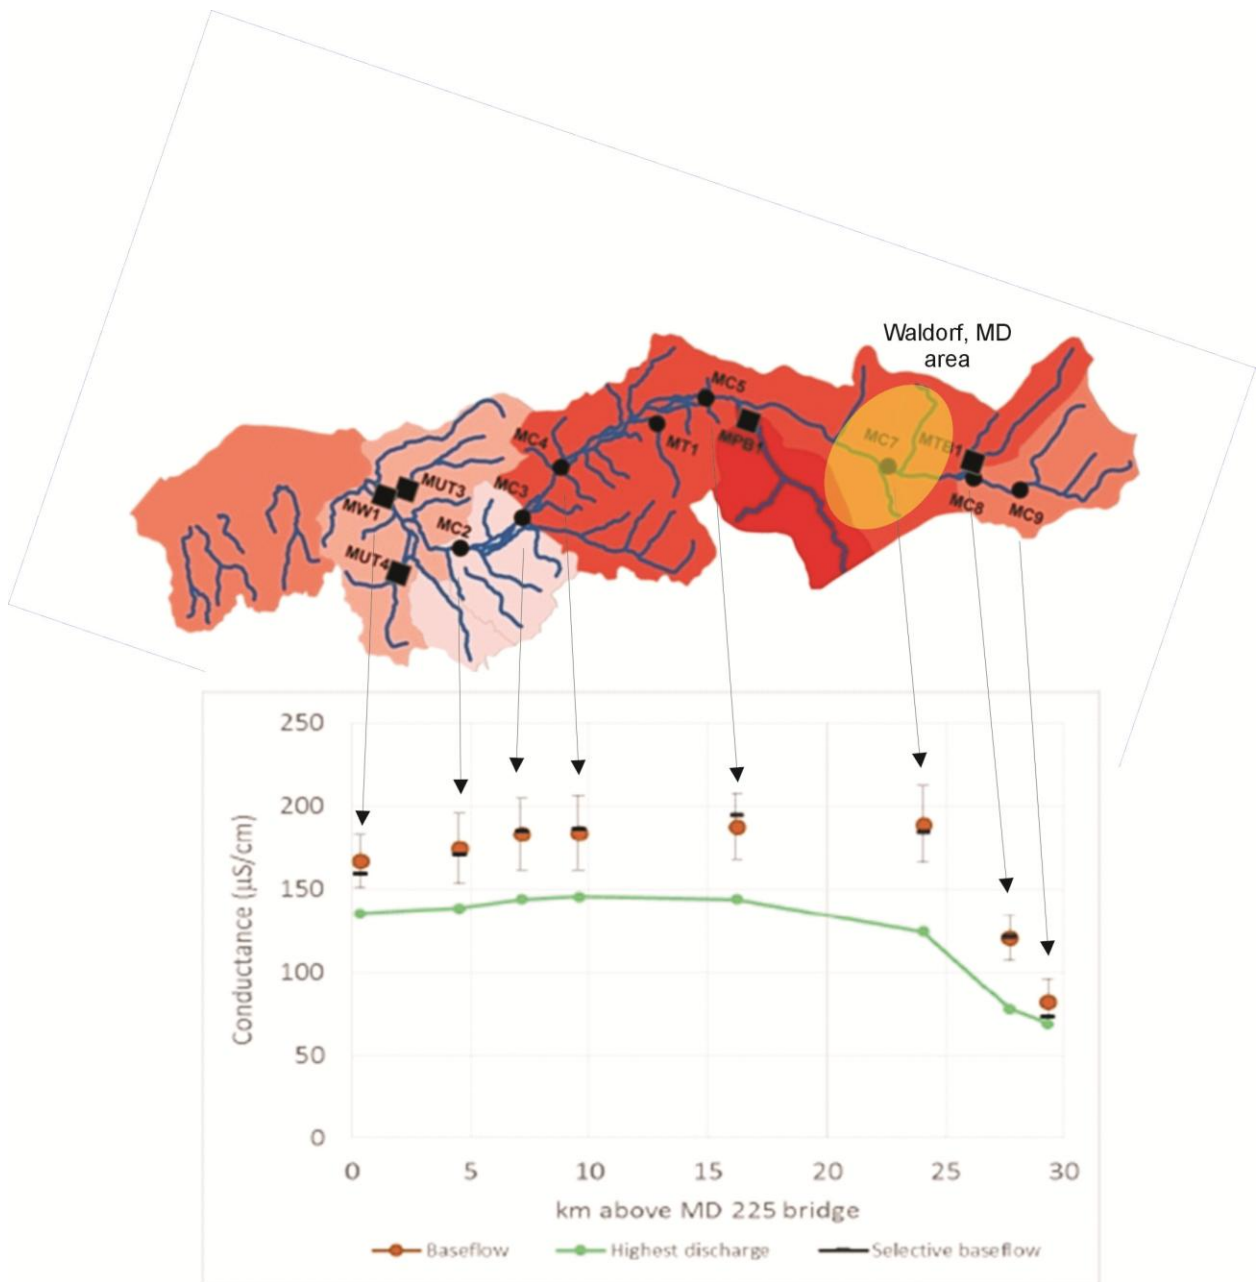 Waldorf, MD
area
MC5
MC4
MT1
MPB1
MC7
MTB1
MC3
MUT3
MW1
MC2
MC8
MC9
MUT4
250
200
150
100
50
0
Conductance (µS/cm)
0 5 10 15 20 25 30
km above MD 225 bridge
Baseflow Highest discharge Selective baseflow